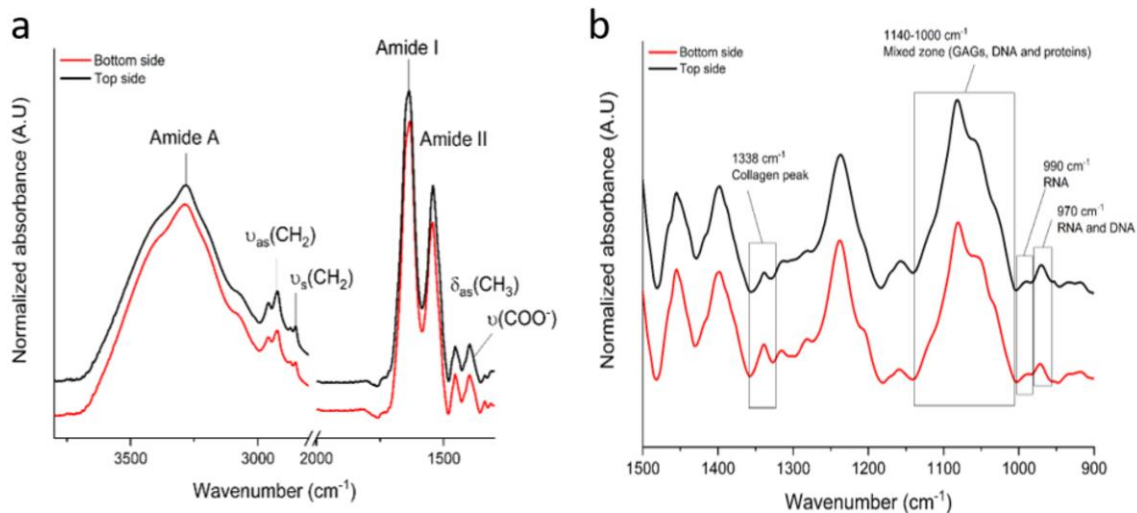 a
Bottom side
Top side
Amide I
Amide II
Amide A
υas(CH2)
υs(CH2)
δas(CH3)
υ(COO-)
Normalized absorbance (A.U)
3500
3000
2000
1500
Wavenumber (cm-1)
b
Bottom side
Top side
1140-1000 cm-1
Mixed zone (GAGs, DNA and proteins)
1338 cm-1
Collagen peak
990 cm-1
RNA
970 cm-1
RNA and DNA
Normalized absorbance (A.U)
1500
1400
1300
1200
1100
1000
900
Wavenumber (cm-1)